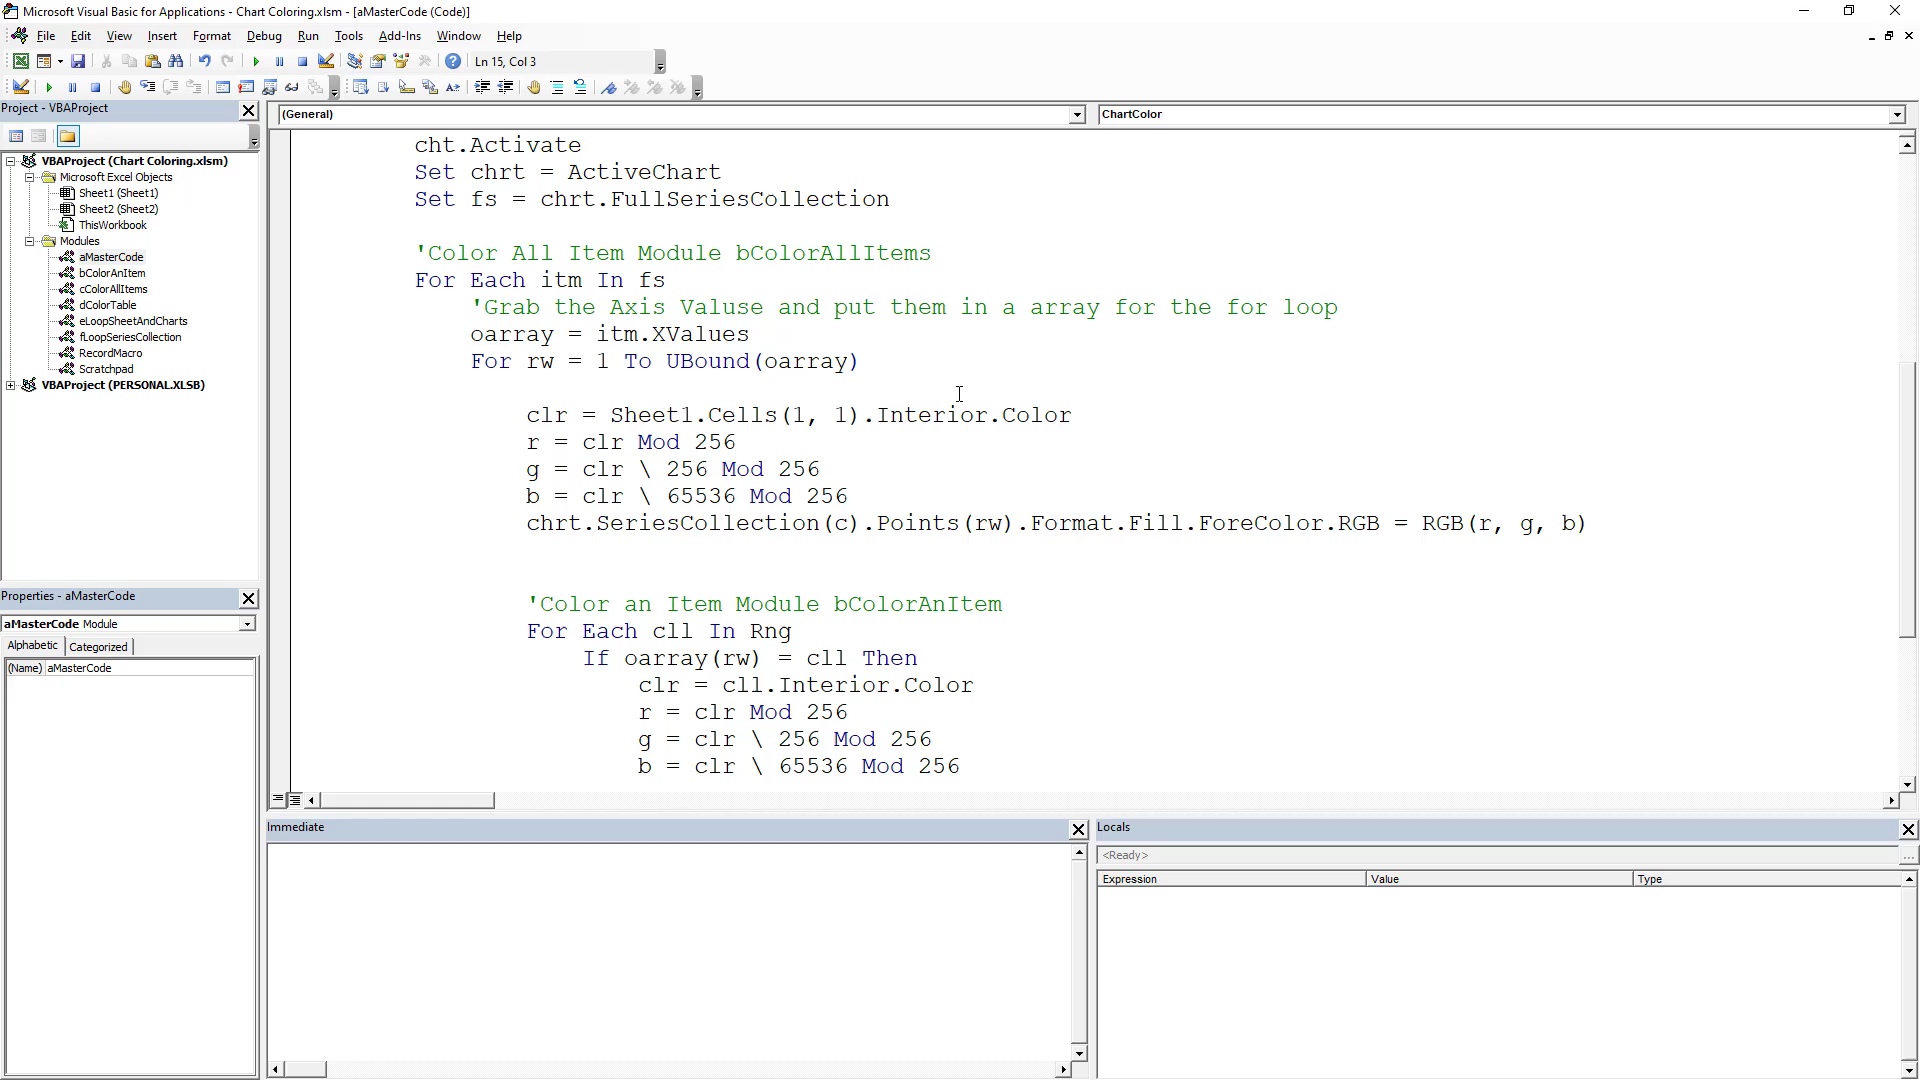 Microsoft Visual Basic for Applications - Chart Coloring.xlsm - [aMasterCode (Code)]
File Edit View Insert Format Debug Run Tools Add-Ins Window Help
Ln 15, Col 3
Project - VBAProject
VBAProject (Chart Coloring.xlsm)
Microsoft Excel Objects
Sheet1 (Sheet1)
Sheet2 (Sheet2)
ThisWorkbook
Modules
aMasterCode
bColorAnItem
cColorAllItems
dColorTable
eLoopSheetAndCharts
fLoopSeriesCollection
RecordMacro
Scratchpad
VBAProject (PERSONAL.XLSB)
Properties - aMasterCode
aMasterCode Module
Alphabetic Categorized
(Name) aMasterCode
(General) ChartColor
cht.Activate
Set chrt = ActiveChart
Set fs = chrt.FullSeriesCollection
'Color All Item Module bColorAllItems
For Each itm In fs
'Grab the Axis Valuse and put them in a array for the for loop
oarray = itm.XValues
For rw = 1 To UBound(oarray)
clr = Sheet1.Cells(1, 1).Interior.Color
r = clr Mod 256
g = clr \ 256 Mod 256
b = clr \ 65536 Mod 256
chrt.SeriesCollection(c).Points(rw).Format.Fill.ForeColor.RGB = RGB(r, g, b)
'Color an Item Module bColorAnItem
For Each cll In Rng
If oarray(rw) = cll Then
clr = cll.Interior.Color
r = clr Mod 256
g = clr \ 256 Mod 256
b = clr \ 65536 Mod 256
Immediate
Locals
<Ready>
Expression Value Type